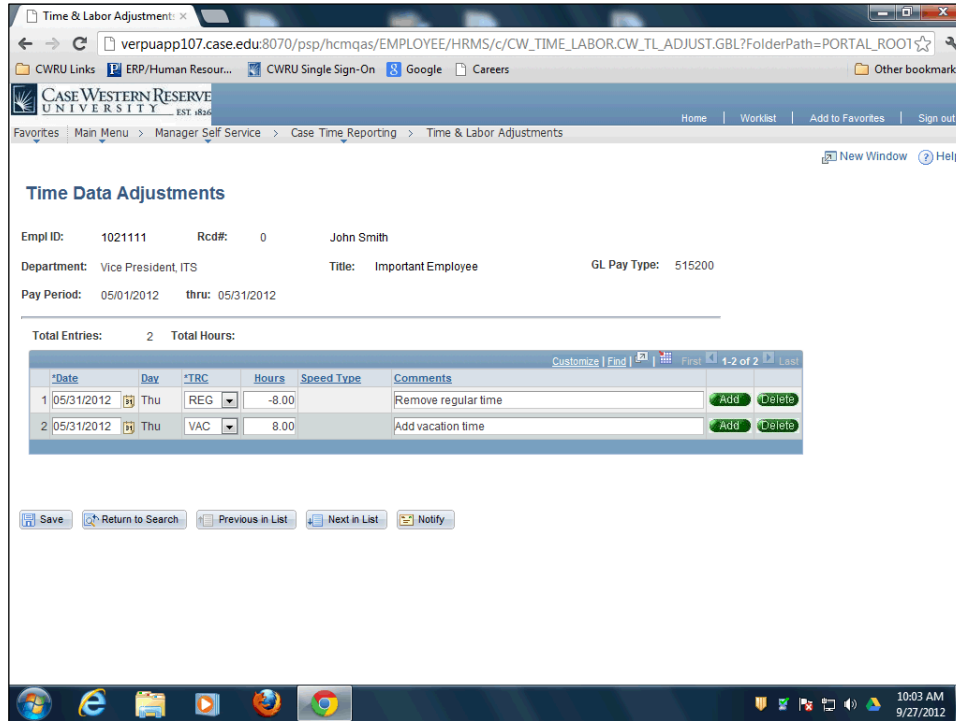 Time & Labor Adjustment:
verpuapp107.case.edu:8070/psp/hcmqas/EMPLOYEE/HRMS/c/CW_TIME_LABOR.CW_TL_ADJUST.GBL?FolderPath=PORTAL_ROOT
CWRU Links ERP/Human Resour... CWRU Single Sign-On Google Careers Other bookmark
CASE WESTERN RESERVE
UNIVERSITY EST. 1826
Home | Worklist | Add to Favorites | Sign out
Favorites Main Menu > Manager Self Service > Case Time Reporting > Time & Labor Adjustments
New Window ? Help
Time Data Adjustments
Empl ID: 1021111 Rcd#: 0 John Smith
Department: Vice President, ITS Title: Important Employee GL Pay Type: 515200
Pay Period: 05/01/2012 thru: 05/31/2012
Total Entries: 2 Total Hours:
Customize | Find | | First 1-2 of 2 Last
*Date Day *TRC Hours Speed Type Comments
1 05/31/2012 31 Thu REG -8.00 Remove regular time Add Delete
2 05/31/2012 31 Thu VAC 8.00 Add vacation time Add Delete
Save Return to Search Previous in List Next in List Notify
10:03 AM
9/27/2012